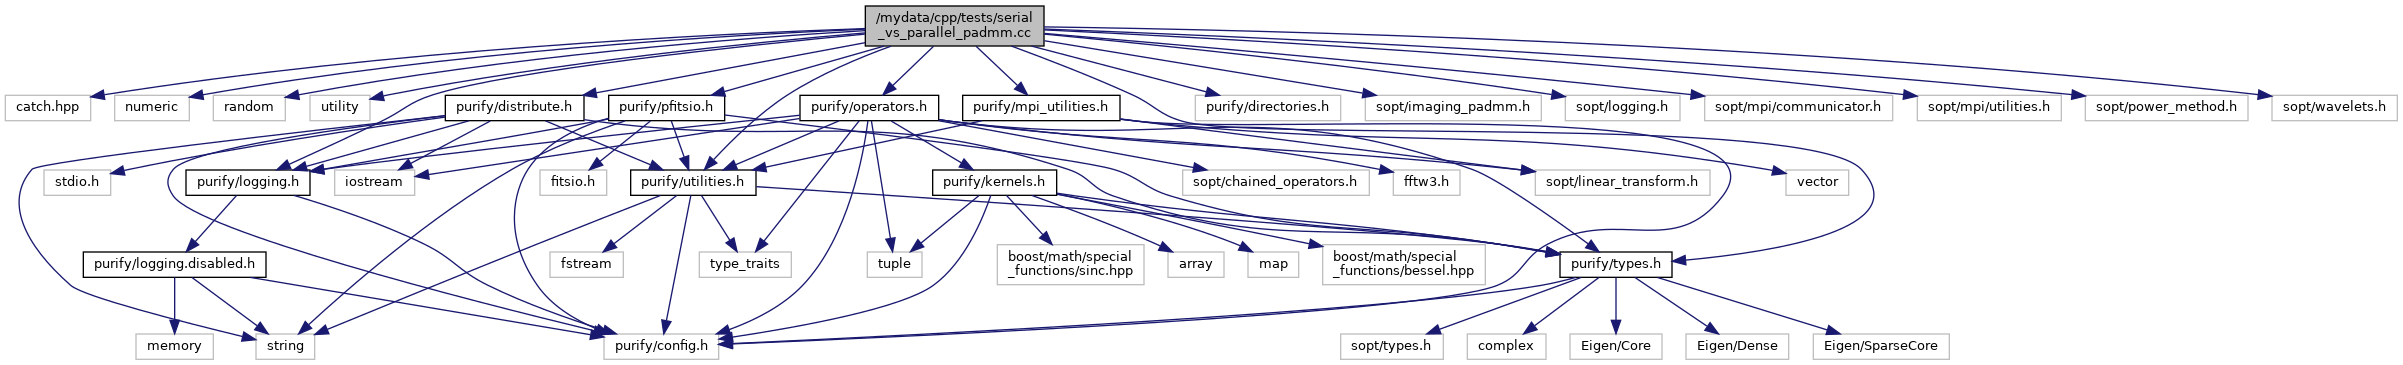 /mydata/cpp/tests/serial
_vs_parallel_padmm.cc
catch.hpp
numeric
random
utility
purify/distribute.h
purify/pfitsio.h
purify/operators.h
purify/mpi_utilities.h
purify/directories.h
sopt/imaging_padmm.h
sopt/logging.h
sopt/mpi/communicator.h
sopt/mpi/utilities.h
sopt/power_method.h
sopt/wavelets.h
stdio.h
purify/logging.h
iostream
fitsio.h
purify/utilities.h
purify/kernels.h
sopt/chained_operators.h
fftw3.h
sopt/linear_transform.h
vector
purify/logging.disabled.h
fstream
type_traits
tuple
boost/math/special
_functions/sinc.hpp
array
map
boost/math/special
_functions/bessel.hpp
purify/types.h
memory
string
purify/config.h
sopt/types.h
complex
Eigen/Core
Eigen/Dense
Eigen/SparseCore